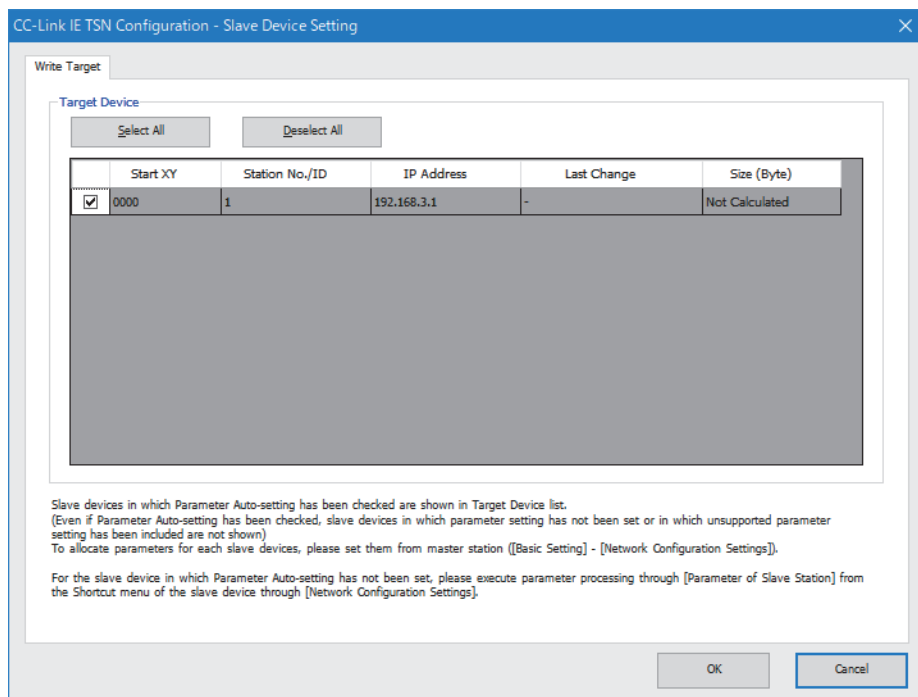 CC-Link IE TSN Configuration - Slave Device Setting
Write Target
Target Device
Select All
Deselect All
Start XY Station No./ID IP Address Last Change Size (Byte)
0000 1 192.168.3.1 - Not Calculated
Slave devices in which Parameter Auto-setting has been checked are shown in Target Device list.
(Even if Parameter Auto-setting has been checked, slave devices in which parameter setting has not been set or in which unsupported parameter
setting has been included are not shown)
To allocate parameters for each slave devices, please set them from master station ([Basic Setting] - [Network Configuration Settings]).
For the slave device in which Parameter Auto-setting has not been set, please execute parameter processing through [Parameter of Slave Station] from
the Shortcut menu of the slave device through [Network Configuration Settings].
OK
Cancel